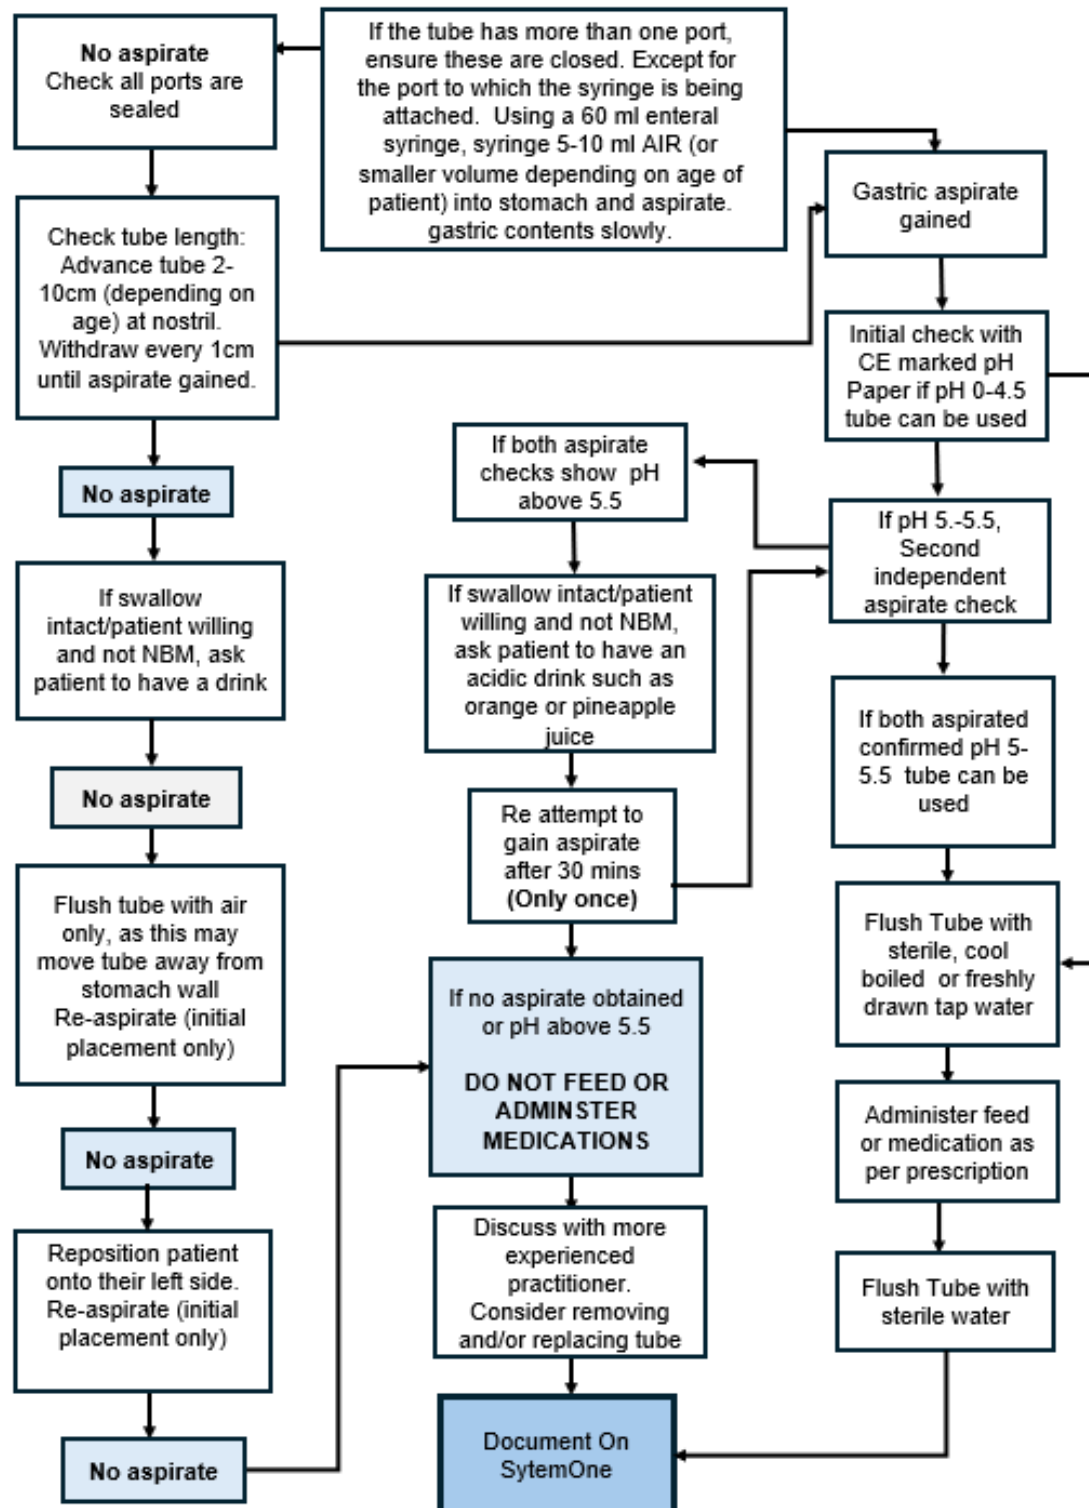 No aspirate
Check all ports are
sealed
If the tube has more than one port,
ensure these are closed. Except for
the port to which the syringe is being
attached. Using a 60 ml enteral
syringe, syringe 5-10 ml AIR (or
smaller volume depending on age of
patient) into stomach and aspirate.
gastric contents slowly.
Gastric aspirate
gained
Check tube length:
Advance tube 2-
10cm (depending on
age) at nostril.
Withdraw every 1cm
until aspirate gained.
Initial check with
CE marked pH
Paper if pH 0-4.5
tube can be used
No aspirate
If both aspirate
checks show pH
above 5.5
If pH 5.-5.5,
Second
independent
aspirate check
If swallow
intact/patient willing
and not NBM, ask
patient to have a drink
If swallow intact/patient
willing and not NBM,
ask patient to have an
acidic drink such as
orange or pineapple
juice
If both aspirated
confirmed pH 5-
5.5 tube can be
used
No aspirate
Re attempt to
gain aspirate
after 30 mins
(Only once)
Flush tube with air
only, as this may
move tube away from
stomach wall
Re-aspirate (initial
placement only)
Flush Tube with
sterile, cool
boiled or freshly
drawn tap water
If no aspirate obtained
or pH above 5.5
DO NOT FEED OR
ADMINSTER
MEDICATIONS
No aspirate
Administer feed
or medication as
per prescription
Reposition patient
onto their left side.
Re-aspirate (initial
placement only)
Discuss with more
experienced
practitioner.
Consider removing
and/or replacing tube
Flush Tube with
sterile water
No aspirate
Document On
SytemOne